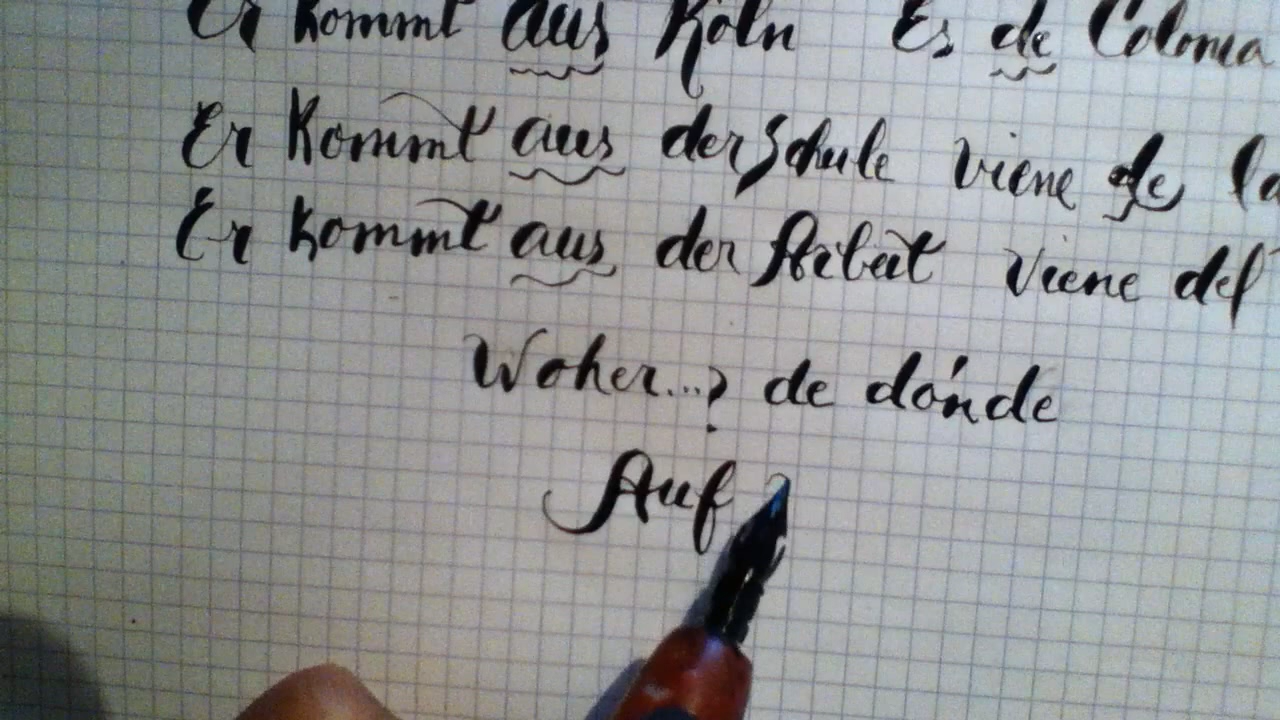 Er kommt aus Köln Es de Colonia
Er kommt aus der Schule viene de la
Er kommt aus der Arbeit viene del
Woher...? de dónde
Auf